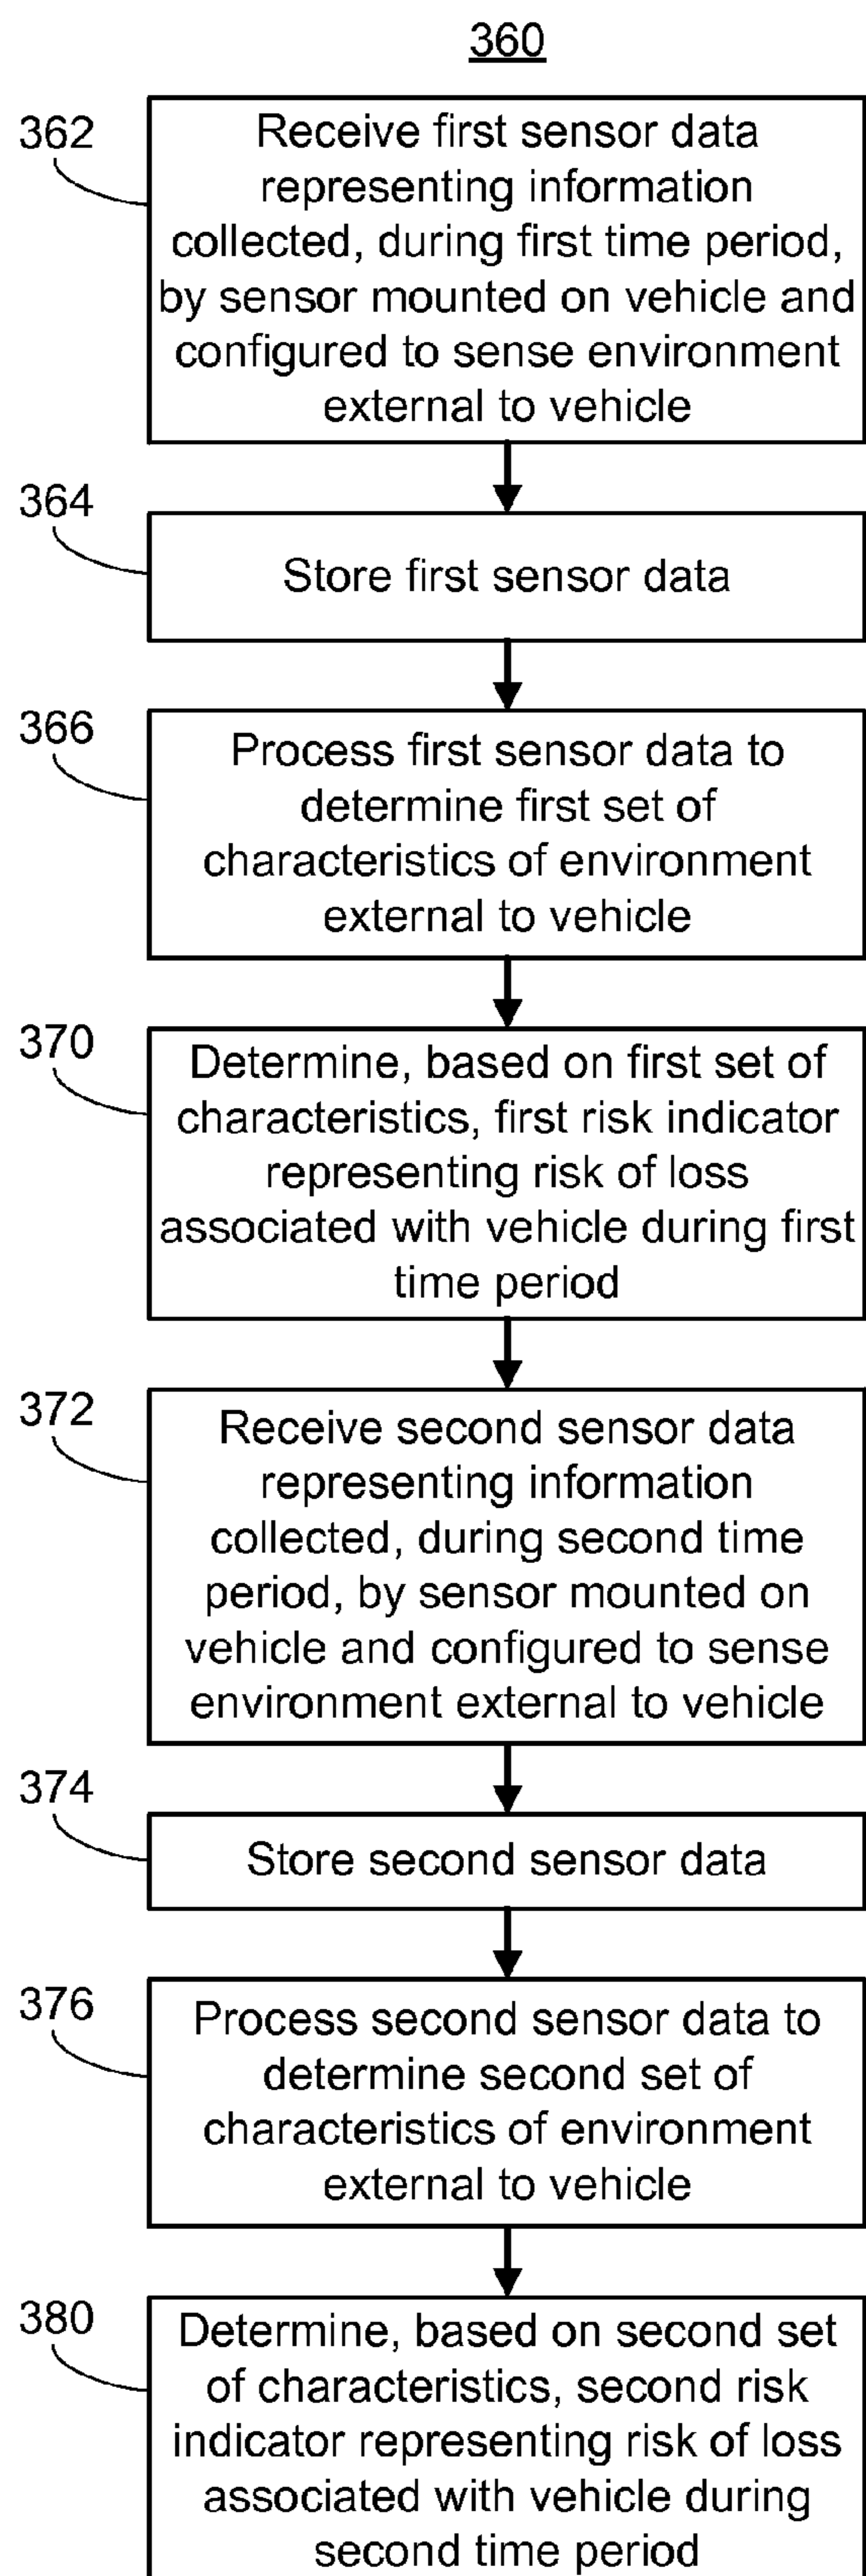 360
362
Receive first sensor data
representing information
collected, during first time period,
by sensor mounted on vehicle and
configured to sense environment
external to vehicle
364
Store first sensor data
366
Process first sensor data to
determine first set of
characteristics of environment
external to vehicle
370
Determine, based on first set of
characteristics, first risk indicator
representing risk of loss
associated with vehicle during first
time period
372
Receive second sensor data
representing information
collected, during second time
period, by sensor mounted on
vehicle and configured to sense
environment external to vehicle
374
Store second sensor data
376
Process second sensor data to
determine second set of
characteristics of environment
external to vehicle
380
Determine, based on second set
of characteristics, second risk
indicator representing risk of loss
associated with vehicle during
second time period